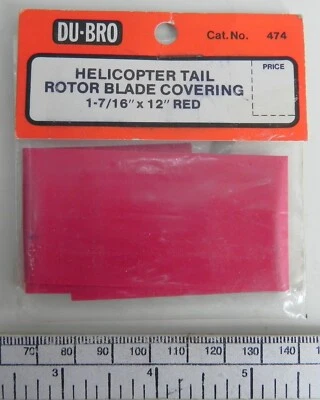 DU-BRO
Cat. No. 474
HELICOPTER TAIL
ROTOR BLADE COVERING
1-7/16" x 12" RED
PRICE
70 80 90 100 110 120 130 140
3 4 5